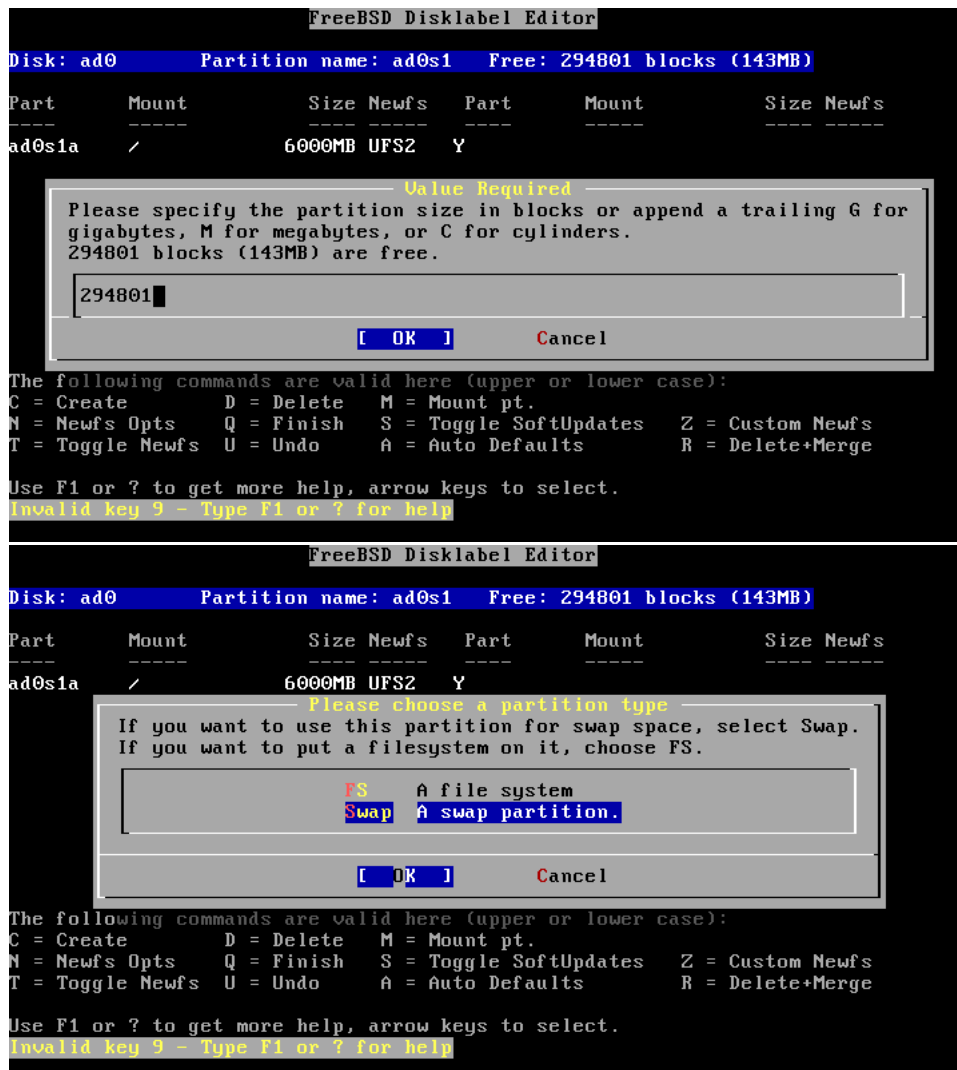 FreeBSD Disklabel Editor
Disk: ad0 Partition name: ad0s1 Free: 294801 blocks (143MB)
Part Mount Size Newfs Part Mount Size Newfs
---- ----- ---- ----- ---- ----- ---- -----
ad0s1a / 6000MB UFS2 Y
Value Required
Please specify the partition size in blocks or append a trailing G for
gigabytes, M for megabytes, or C for cylinders.
294801 blocks (143MB) are free.
294801
[ OK ] Cancel
The following commands are valid here (upper or lower case):
C = Create D = Delete M = Mount pt.
N = Newfs Opts Q = Finish S = Toggle SoftUpdates Z = Custom Newfs
T = Toggle Newfs U = Undo A = Auto Defaults R = Delete+Merge
Use F1 or ? to get more help, arrow keys to select.
Invalid key 9 - Type F1 or ? for help
FreeBSD Disklabel Editor
Disk: ad0 Partition name: ad0s1 Free: 294801 blocks (143MB)
Part Mount Size Newfs Part Mount Size Newfs
---- ----- ---- ----- ---- ----- ---- -----
ad0s1a / 6000MB UFS2 Y
Please choose a partition type
If you want to use this partition for swap space, select Swap.
If you want to put a filesystem on it, choose FS.
FS A file system
Swap A swap partition.
[ OK ] Cancel
The following commands are valid here (upper or lower case):
C = Create D = Delete M = Mount pt.
N = Newfs Opts Q = Finish S = Toggle SoftUpdates Z = Custom Newfs
T = Toggle Newfs U = Undo A = Auto Defaults R = Delete+Merge
Use F1 or ? to get more help, arrow keys to select.
Invalid key 9 - Type F1 or ? for help